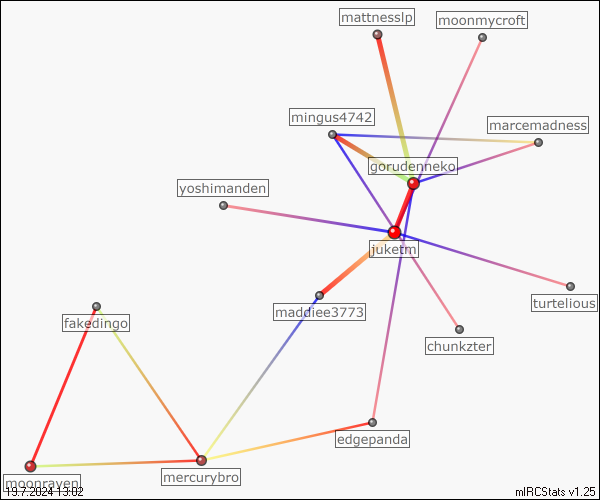 mattnesslp
moonmycroft
mingus4742
marcemadness
gorudenneko
yoshimanden
juketm
turtelious
maddiee3773
fakedingo
chunkzter
edgepanda
mercurybro
moonraven
19.7.2024 13:02
mIRCStats v1.25